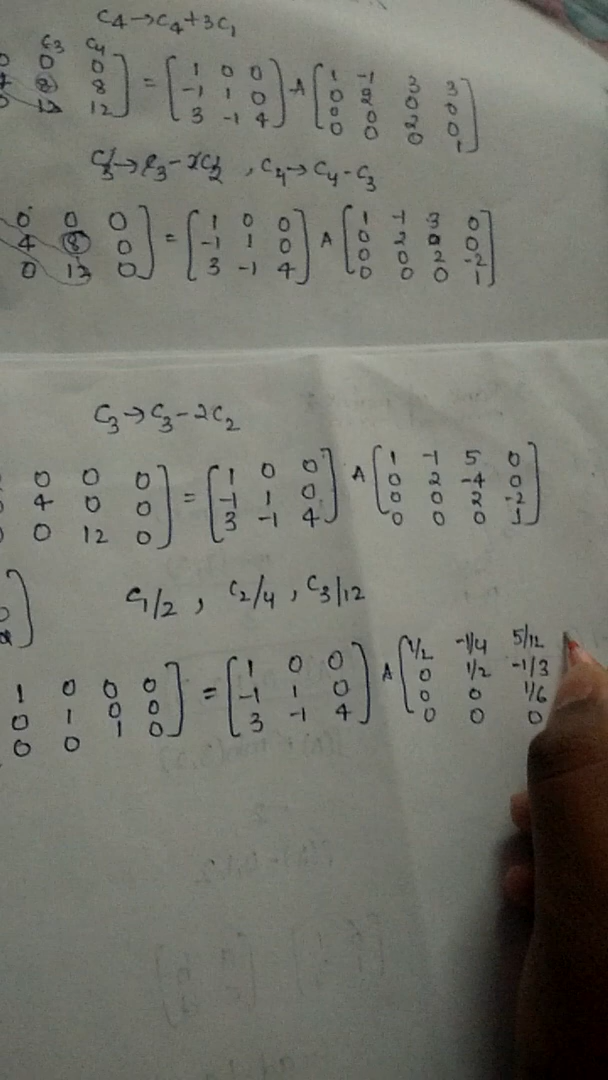 C4→C4+3C1
C3 C4
0 0 0 1 0 0 1 -1 3 3
8 8 = -1 1 0 A 0 2 0 0
12 3 -1 4 0 0 2 0
0 0 0 1
C3→C3-2C2 , C4→C4-C3
0 0 0 1 0 0 1 -1 3 0
4 8 0 = -1 1 0 A 0 2 0 0
0 12 0 3 -1 4 0 0 2 -2
0 0 0 1
C3→C3-2C2
0 0 0 1 0 0 1 -1 5 0
4 0 0 = -1 1 0 A 0 2 -4 0
0 12 0 3 -1 4 0 0 2 -2
0 0 0 1
C1/2 , C2/4 , C3/12
1 0 0 0 1 0 0 1/2 -1/4 5/12
0 1 0 0 = -1 1 0 A 0 1/2 -1/3
0 0 1 0 3 -1 4 0 0 1/6
0 0 0